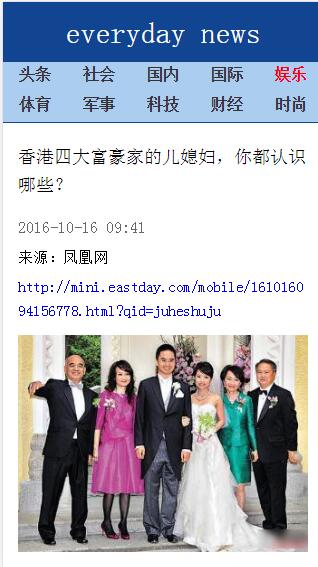 everyday news
头条 社会 国内 国际 娱乐
体育 军事 科技 财经 时尚
香港四大富豪家的儿媳妇，你都认识
哪些？
2016-10-16 09:41
来源：凤凰网
http://mini.eastday.com/mobile/1610160
94156778.html?qid=juheshuju